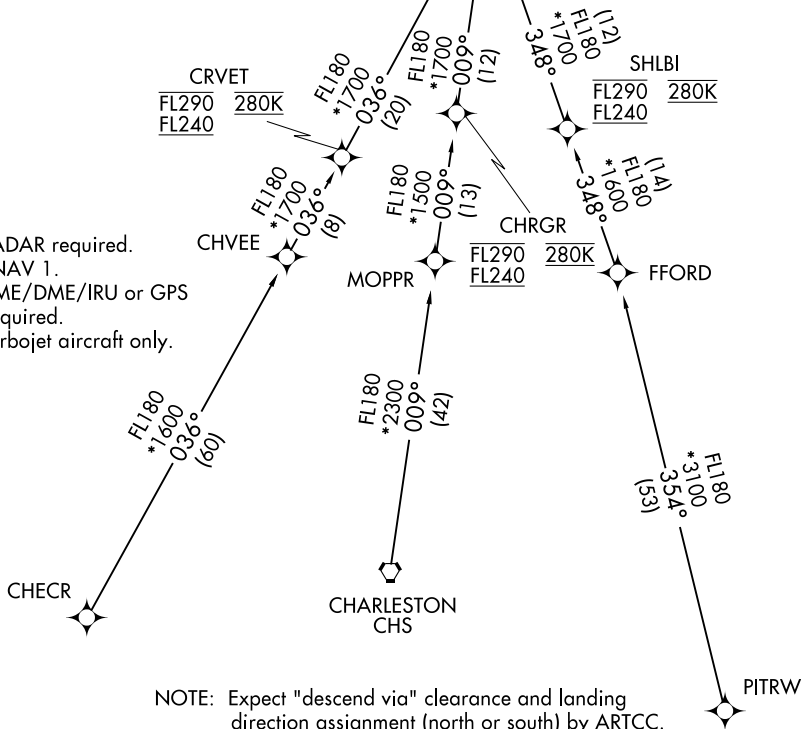 FL180
*1700
348°
(12)
FL180
*1700
009°
(12)
FL180
*1700
036°
(20)
CRVET
FL290 280K
FL240
SHLBI
FL290 280K
FL240
FL180
*1600
348°
(14)
FL180
*1500
009°
(13)
FL180
*1700
036°
(8)
CHVEE
CHRGR
FL290 280K
FL240
MOPPR
FFORD
ADAR required.
NAV 1.
ME/DME/IRU or GPS
quired.
rbojet aircraft only.
FL180
*1600
036°
(60)
FL180
*2300
009°
(42)
FL180
*3100
354°
(53)
CHECR
CHARLESTON
CHS
PITRW
NOTE: Expect "descend via" clearance and landing
direction assignment (north or south) by ARTCC.